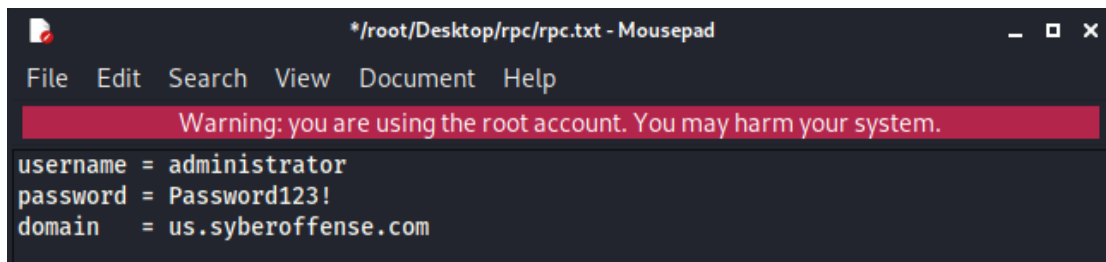 */root/Desktop/rpc/rpc.txt - Mousepad
File Edit Search View Document Help
Warning: you are using the root account. You may harm your system.
username = administrator
password = Password123!
domain   = us.syberoffense.com